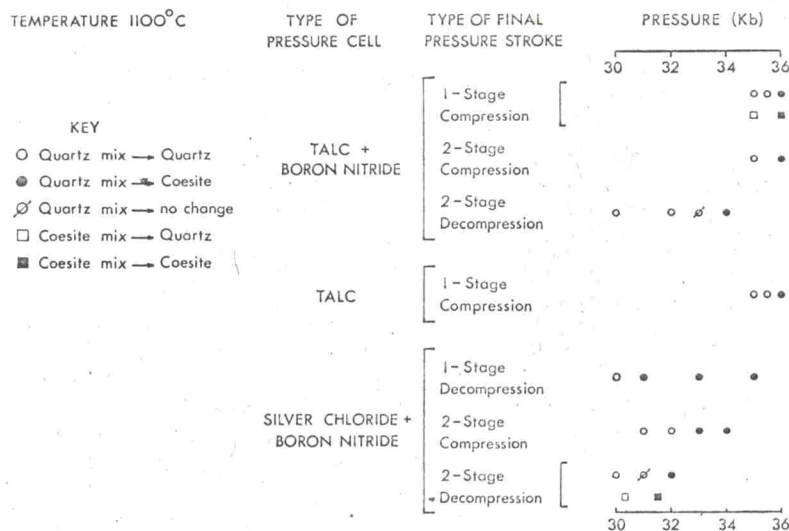 TEMPERATURE 1100°C
TYPE OF
PRESSURE CELL
TYPE OF FINAL
PRESSURE STROKE
PRESSURE (Kb)
30 32 34 36
KEY
Quartz mix → Quartz
Quartz mix → Coesite
Quartz mix → no change
Coesite mix → Quartz
Coesite mix → Coesite
TALC +
BORON NITRIDE
1-Stage
Compression
2-Stage
Compression
2-Stage
Decompression
TALC
1-Stage
Compression
SILVER CHLORIDE +
BORON NITRIDE
1-Stage
Decompression
2-Stage
Compression
2-Stage
Decompression
30 32 34 36